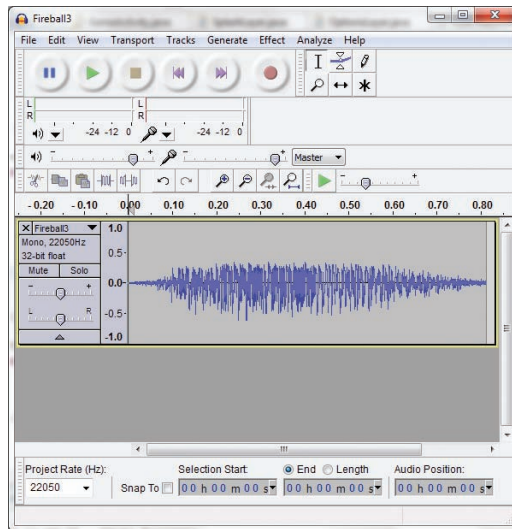 Fireball3
File Edit View Transport Tracks Generate Effect Analyze Help
L
R
-24 -12 0
L
R
-24 -12 0
- + - + Master
- +
-0.20 -0.10 0.00 0.10 0.20 0.30 0.40 0.50 0.60 0.70 0.80
X Fireball3
Mono, 22050Hz
32-bit float
Mute Solo
- +
L R
1.0
0.5-
0.0-
-0.5-
-1.0
Project Rate (Hz): Selection Start: End Length Audio Position:
22050 Snap To 00 h 00 m 00 s 00 h 00 m 00 s 00 h 00 m 00 s